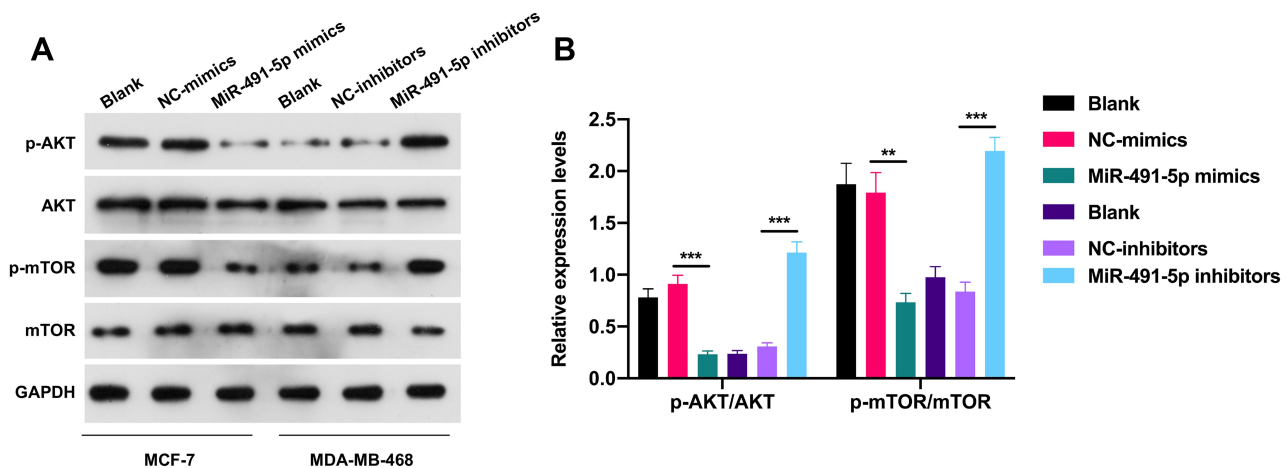 A
Blank
NC-mimics
MiR-491-5p mimics
Blank
NC-inhibitors
MiR-491-5p inhibitors
p-AKT
AKT
p-mTOR
mTOR
GAPDH
MCF-7
MDA-MB-468
B
Relative expression levels
2.5
2.0
1.5
1.0
0.5
0.0
***
***
**
***
p-AKT/AKT
p-mTOR/mTOR
Blank
NC-mimics
MiR-491-5p mimics
Blank
NC-inhibitors
MiR-491-5p inhibitors